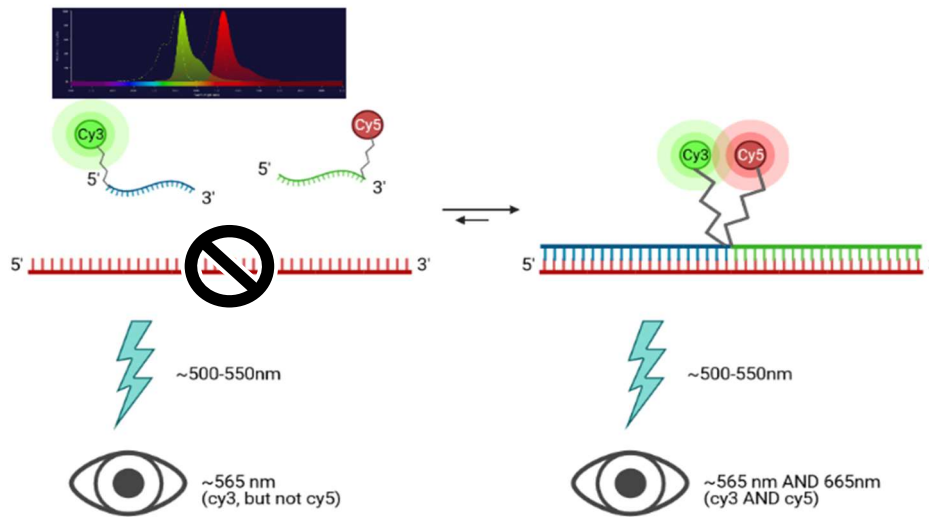 Cy3
Cy5
5'
3'
5'
3'
5'
3'
~500-550nm
~565 nm
(cy3, but not cy5)
Cy3
Cy5
5'
~500-550nm
~565 nm AND 665nm
(cy3 AND cy5)